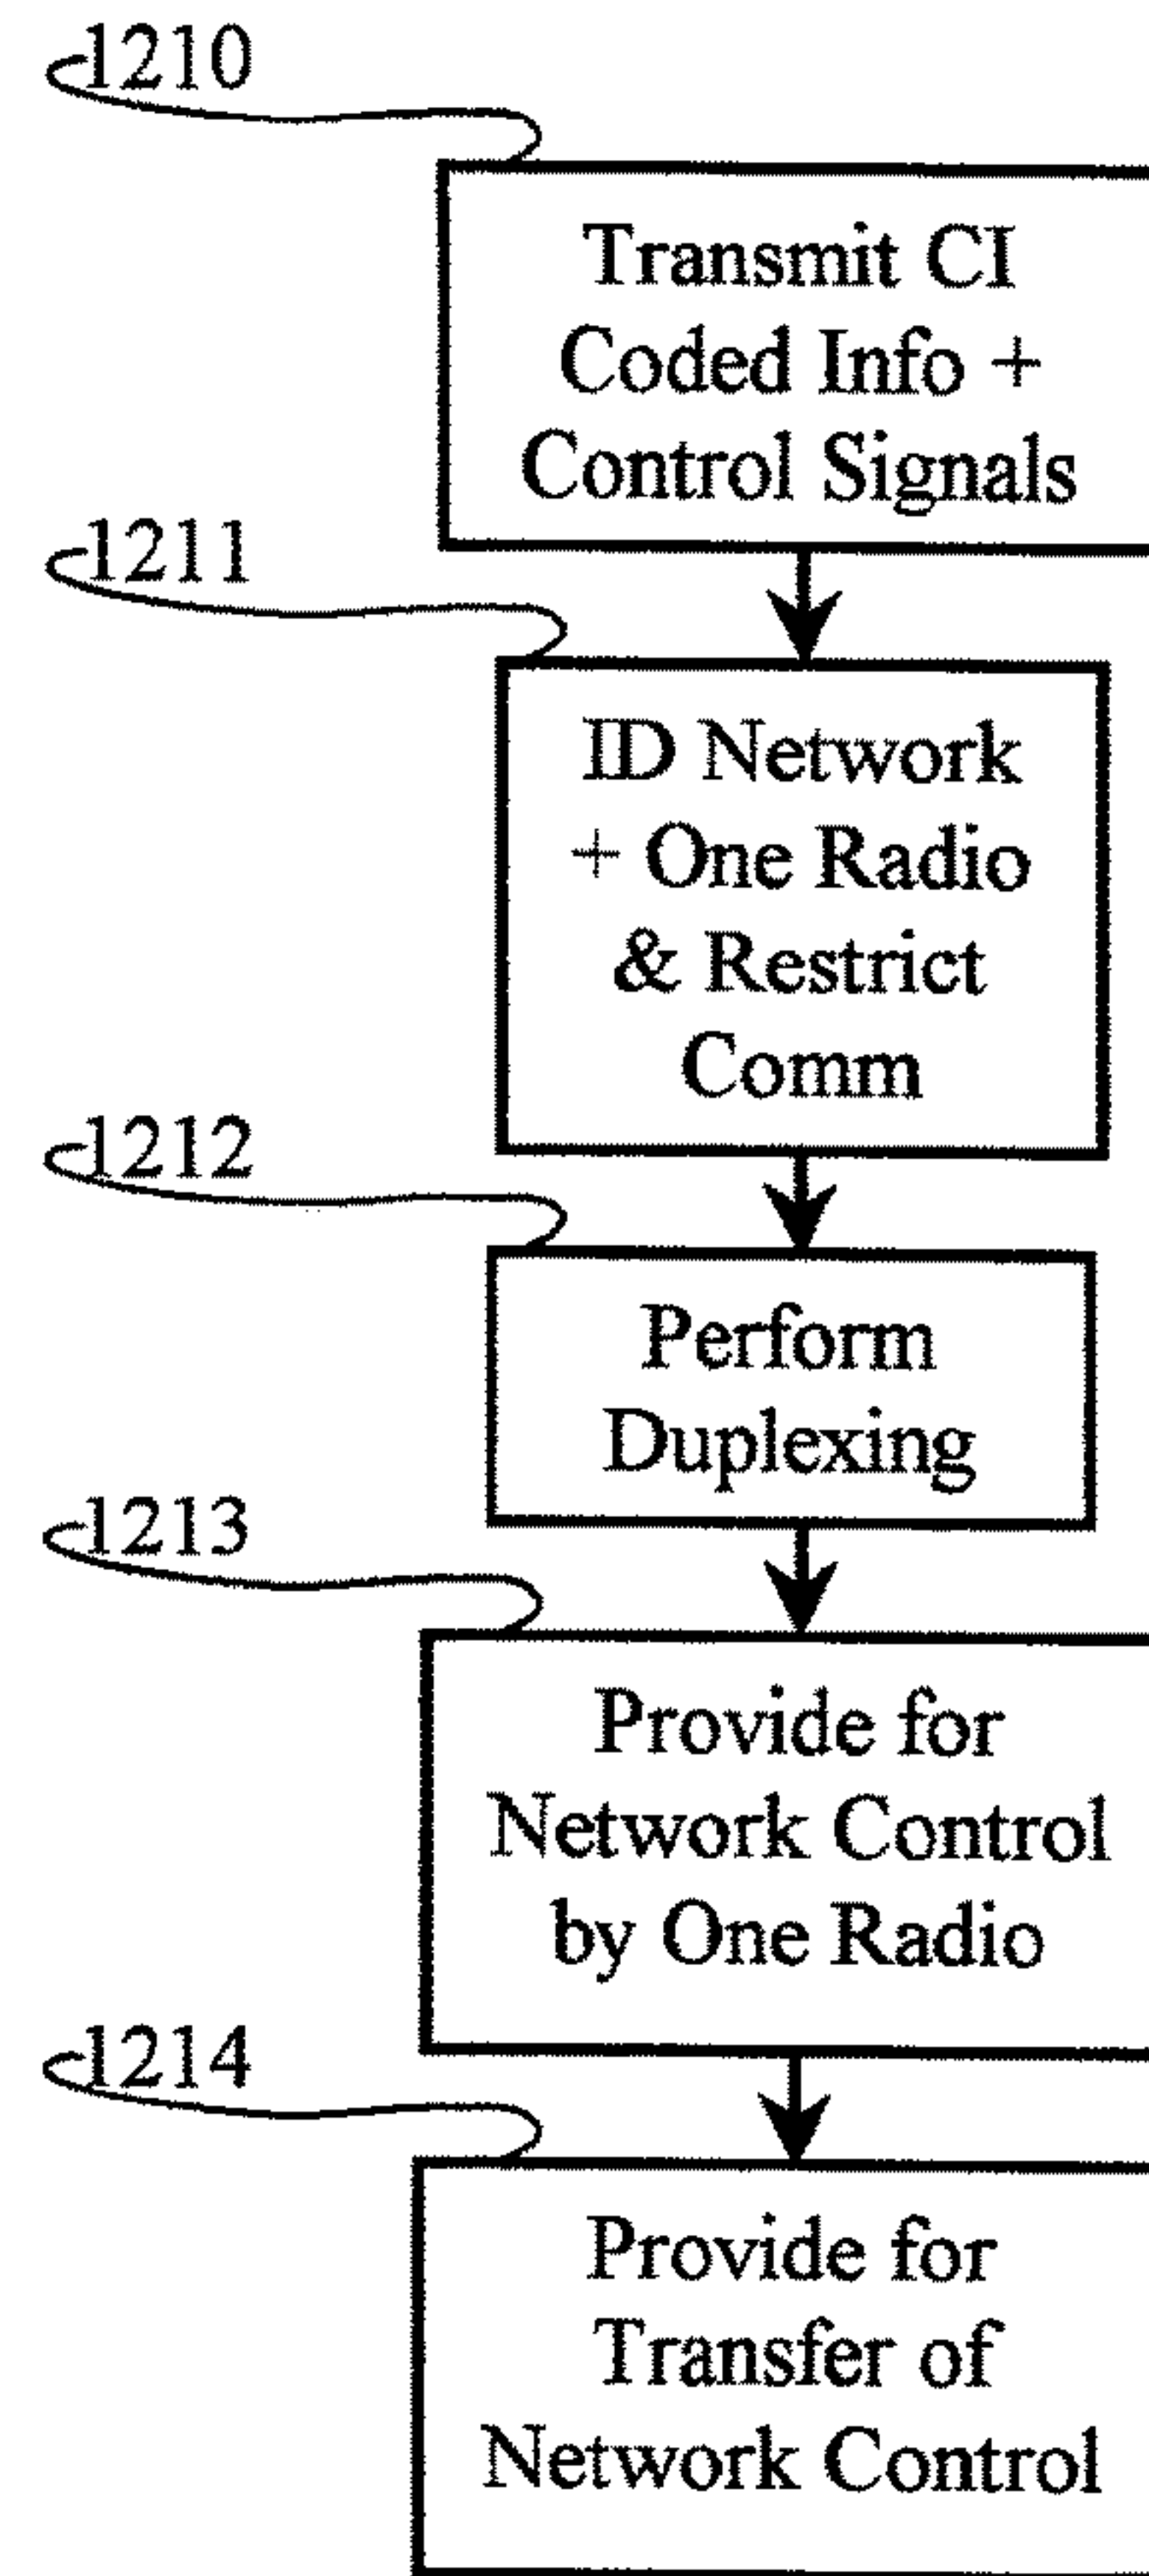 1210
Transmit CI
Coded Info +
Control Signals
1211
ID Network
+ One Radio
& Restrict
Comm
1212
Perform
Duplexing
1213
Provide for
Network Control
by One Radio
1214
Provide for
Transfer of
Network Control